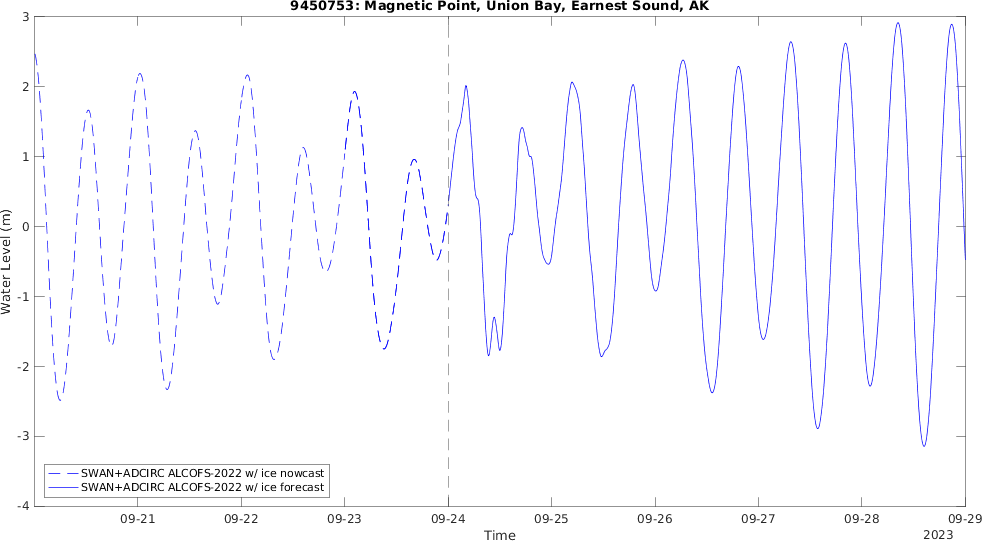 9450753: Magnetic Point, Union Bay, Earnest Sound, AK
3
2
1
0
-1
-2
-3
-4
Water Level (m)
SWAN+ADCIRC ALCOFS-2022 w/ ice nowcast
SWAN+ADCIRC ALCOFS-2022 w/ ice forecast
09-21 09-22 09-23 09-24 09-25 09-26 09-27 09-28 09-29
Time
2023